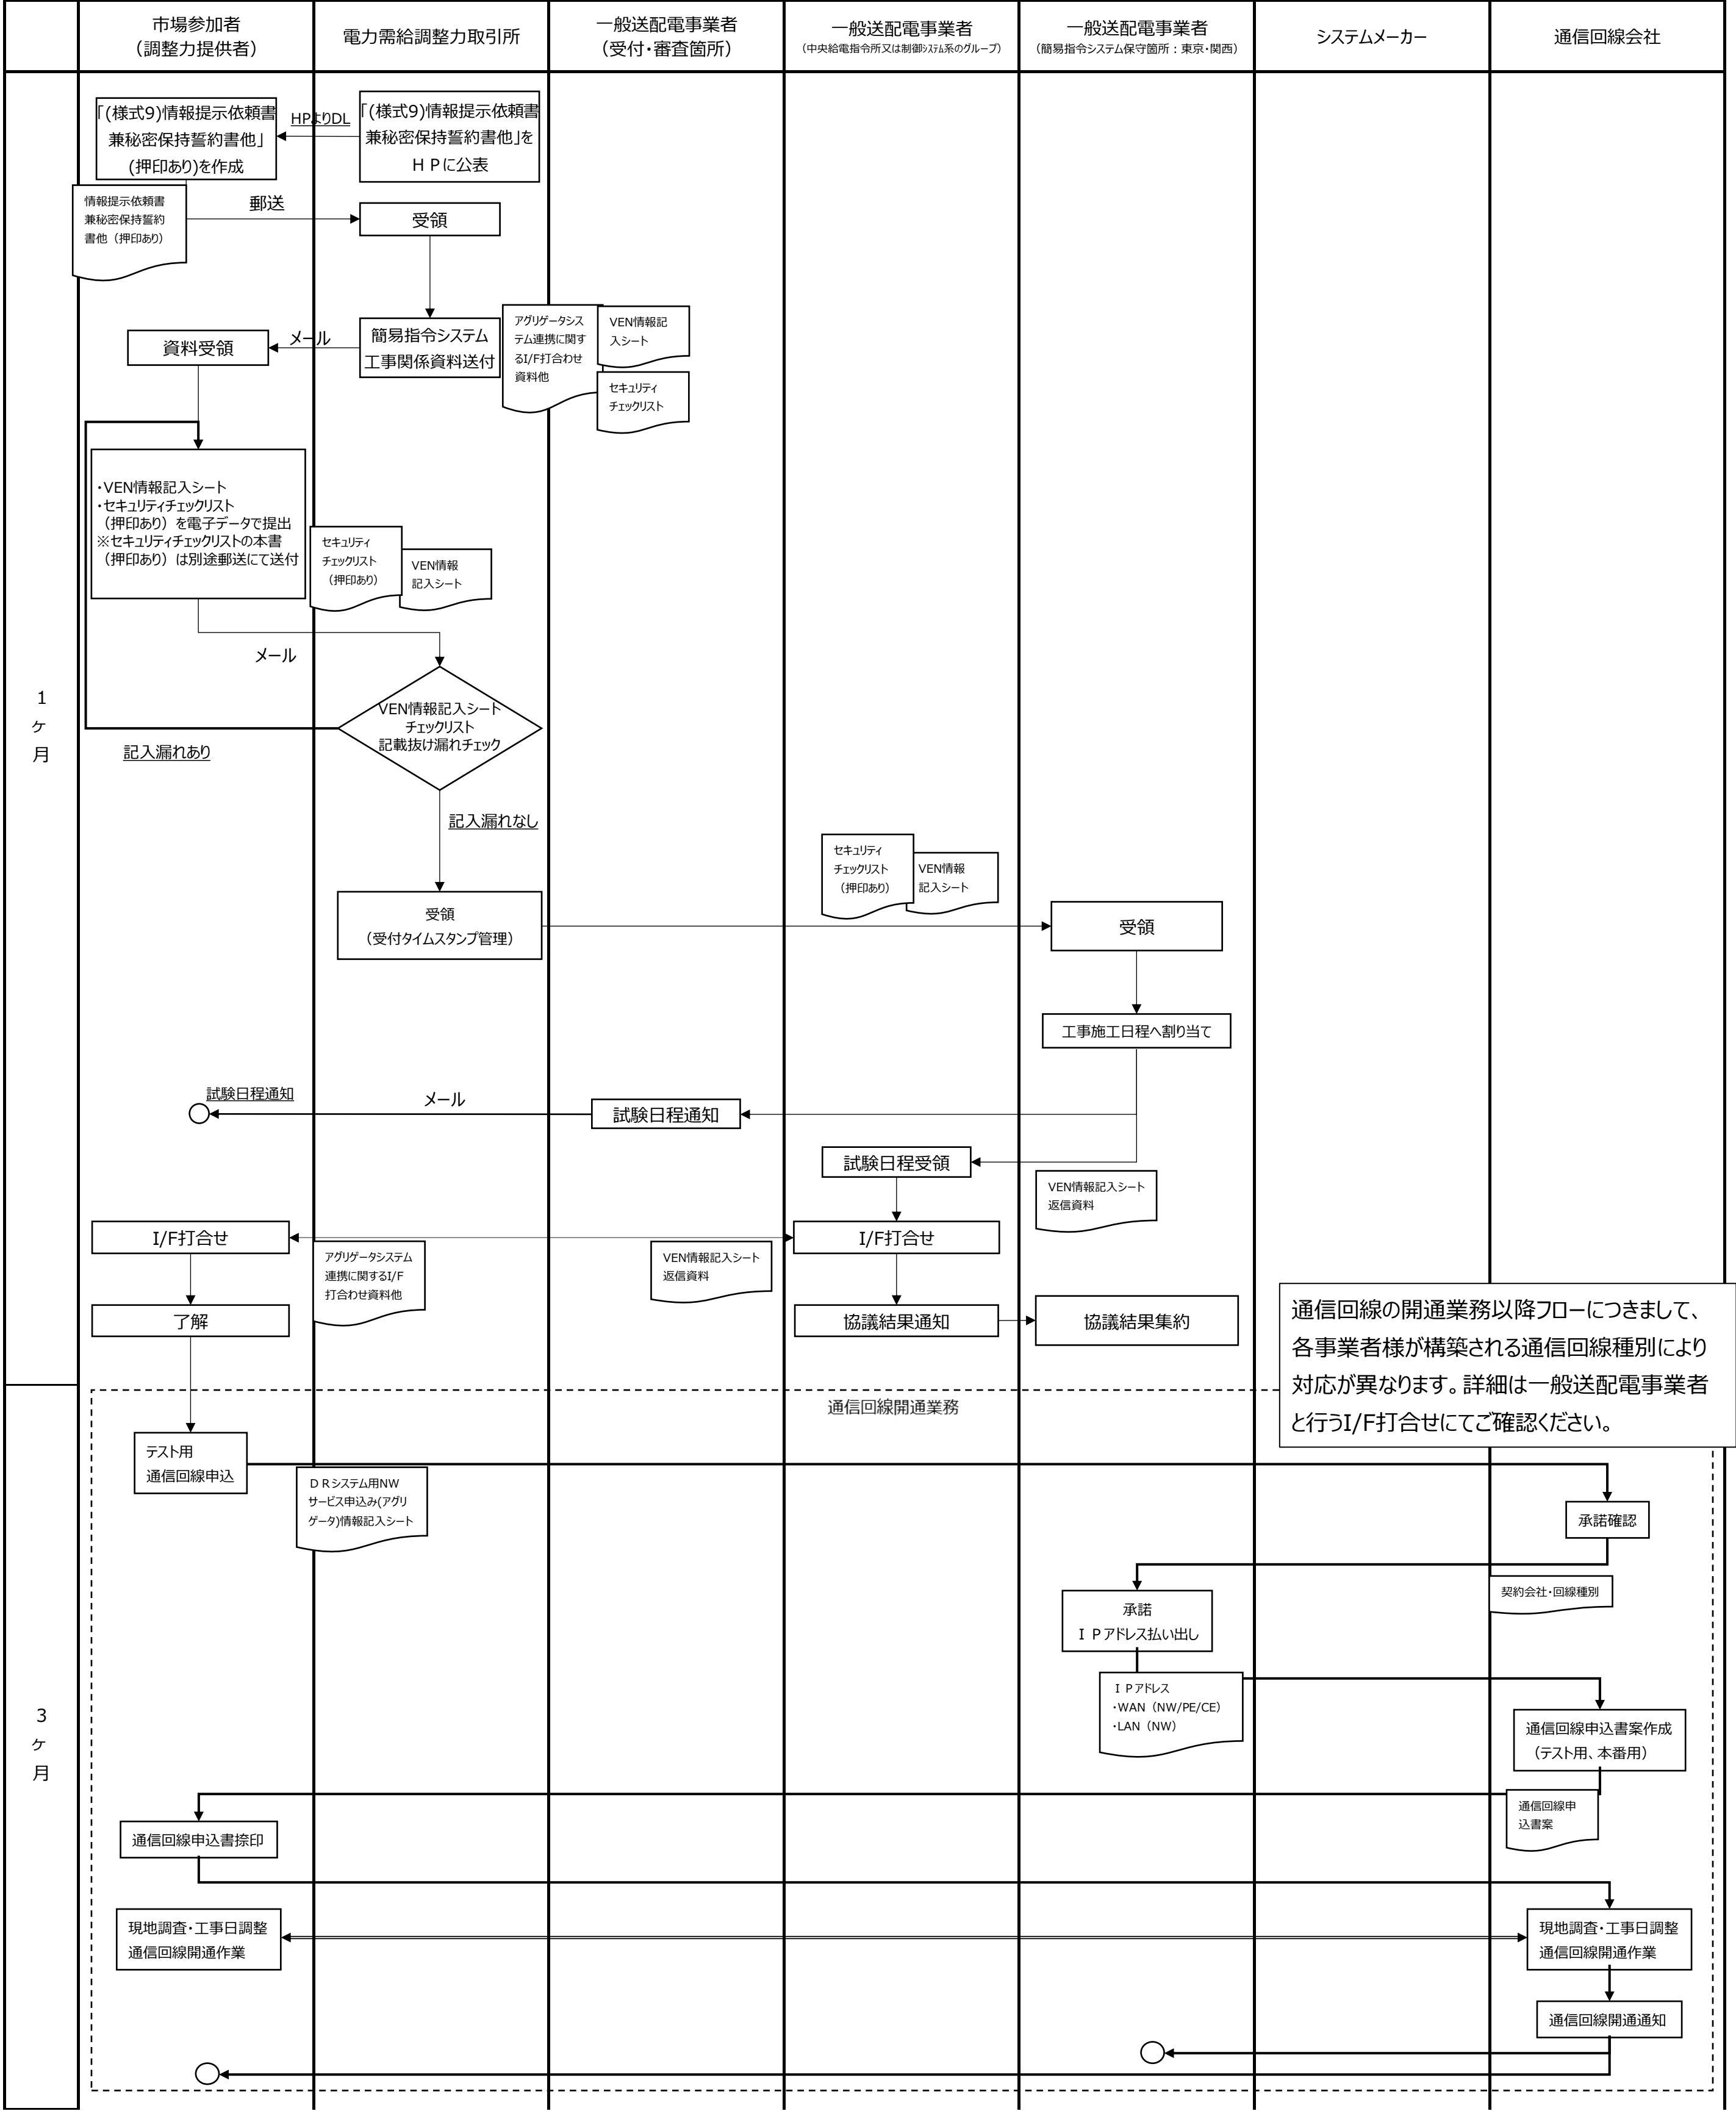 市場参加者
（調整力提供者）
電力需給調整力取引所
一般送配電事業者
（受付・審査箇所）
一般送配電事業者
（中央給電指令所又は制御システム系のグループ）
一般送配電事業者
（簡易指令システム保守箇所：東京・関西）
システムメーカー
通信回線会社
「(様式9)情報提示依頼書
兼秘密保持誓約書他」
(押印あり)を作成
HPよりDL
「(様式9)情報提示依頼書
兼秘密保持誓約書他」を
ＨＰに公表
情報提示依頼書
兼秘密保持誓約
書他（押印あり）
郵送
受領
資料受領
メール
簡易指令システム
工事関係資料送付
アグリゲータシス
テム連携に関す
るI/F打合わせ
資料他
VEN情報記
入シート
セキュリティ
チェックリスト
・VEN情報記入シート
・セキュリティチェックリスト
（押印あり）を電子データで提出
※セキュリティチェックリストの本書
（押印あり）は別途郵送にて送付
セキュリティ
チェックリスト
（押印あり）
VEN情報
記入シート
メール
1
ヶ
月
VEN情報記入シート
チェックリスト
記載抜け漏れチェック
記入漏れあり
記入漏れなし
セキュリティ
チェックリスト
（押印あり）
VEN情報
記入シート
受領
（受付タイムスタンプ管理）
受領
工事施工日程へ割り当て
試験日程通知
メール
試験日程通知
試験日程受領
VEN情報記入シート
返信資料
I/F打合せ
I/F打合せ
アグリゲータシステム
連携に関するI/F
打合わせ資料他
VEN情報記入シート
返信資料
了解
協議結果通知
協議結果集約
通信回線の開通業務以降フローにつきまして、
各事業者様が構築される通信回線種別により
対応が異なります。詳細は一般送配電事業者
と行うI/F打合せにてご確認ください。
通信回線開通業務
テスト用
通信回線申込
ＤＲシステム用NW
サービス申込み(アグリ
ゲータ)情報記入シート
承諾確認
契約会社・回線種別
承諾
ＩＰアドレス払い出し
ＩＰアドレス
・WAN（NW/PE/CE）
・LAN（NW）
3
ヶ
月
通信回線申込書案作成
（テスト用、本番用）
通信回線申
込書案
通信回線申込書捺印
現地調査・工事日調整
通信回線開通作業
現地調査・工事日調整
通信回線開通作業
通信回線開通通知